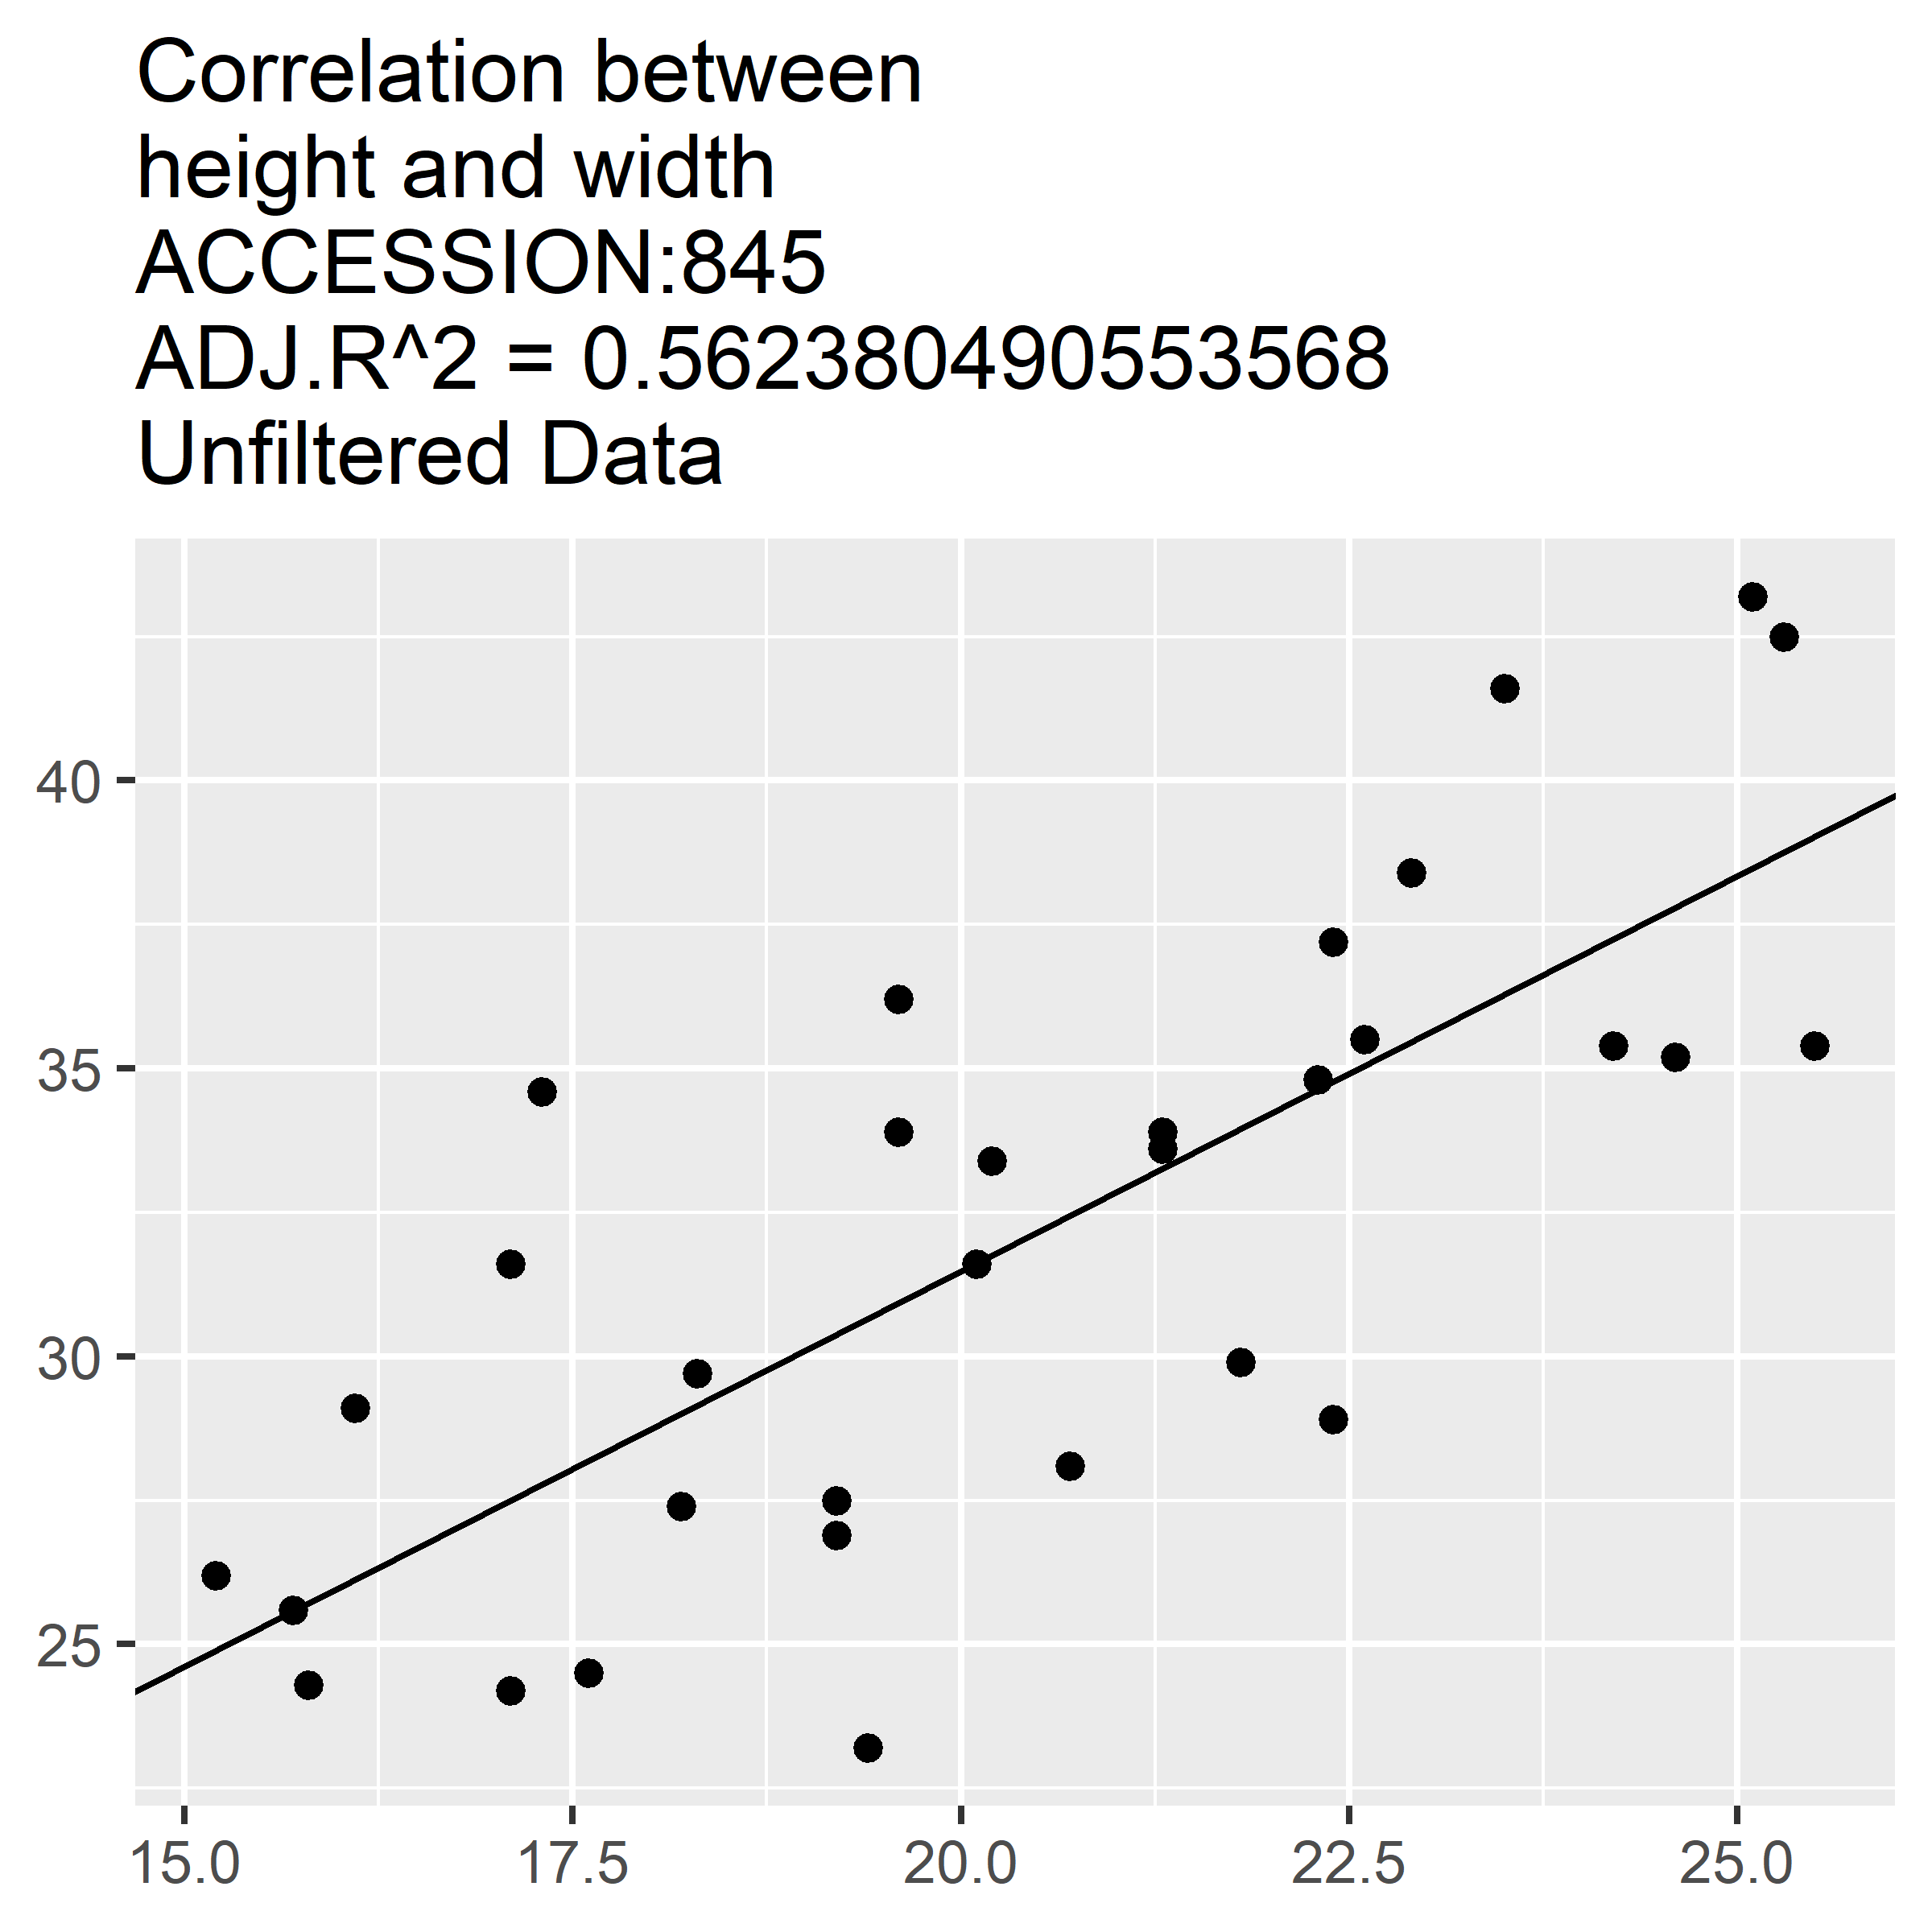 Correlation between
height and width
ACCESSION:845
ADJ.R^2 = 0.562380490553568
Unfiltered Data
40
35
30
25
15.0 17.5 20.0 22.5 25.0